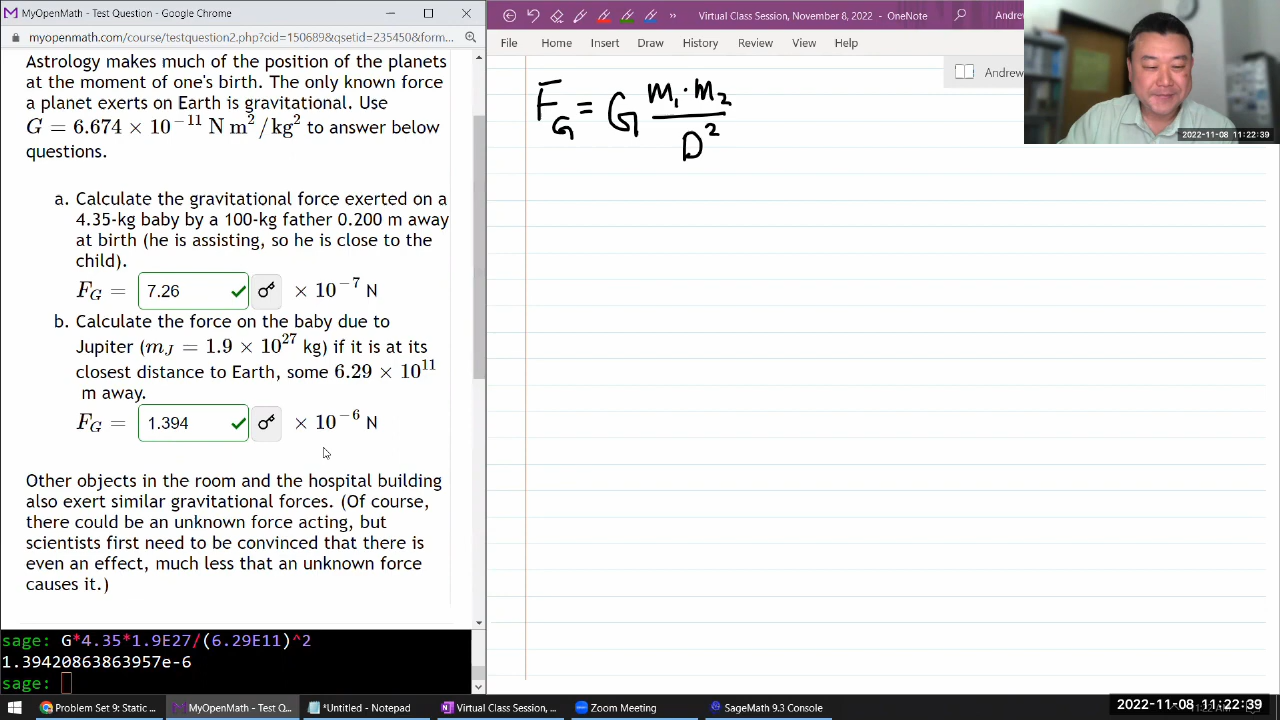 MyOpenMath - Test Question - Google Chrome
myopenmath.com/course/testquestion2.php?cid=150689&qsetid=235450&form...
Astrology makes much of the position of the planets
at the moment of one's birth. The only known force
a planet exerts on Earth is gravitational. Use
G = 6.674 × 10⁻¹¹ N m²/kg² to answer below
questions.
a. Calculate the gravitational force exerted on a
4.35-kg baby by a 100-kg father 0.200 m away
at birth (he is assisting, so he is close to the
child).
F_G = 7.26 × 10⁻⁷ N
b. Calculate the force on the baby due to
Jupiter (m_J = 1.9 × 10²⁷ kg) if it is at its
closest distance to Earth, some 6.29 × 10¹¹
m away.
F_G = 1.394 × 10⁻⁶ N
Other objects in the room and the hospital building
also exert similar gravitational forces. (Of course,
there could be an unknown force acting, but
scientists first need to be convinced that there is
even an effect, much less that an unknown force
causes it.)
sage: G*4.35*1.9E27/(6.29E11)^2
1.39420863863957e-6
sage:
Virtual Class Session, November 8, 2022 - OneNote
Andrew
File Home Insert Draw History Review View Help
Andrew
F_G = G m₁·m₂ / D²
2022-11-08 11:22:39
Problem Set 9: Static ...
MyOpenMath - Test Q...
*Untitled - Notepad
Virtual Class Session, ...
Zoom Meeting
SageMath 9.3 Console
2022-11-08 11:22:39